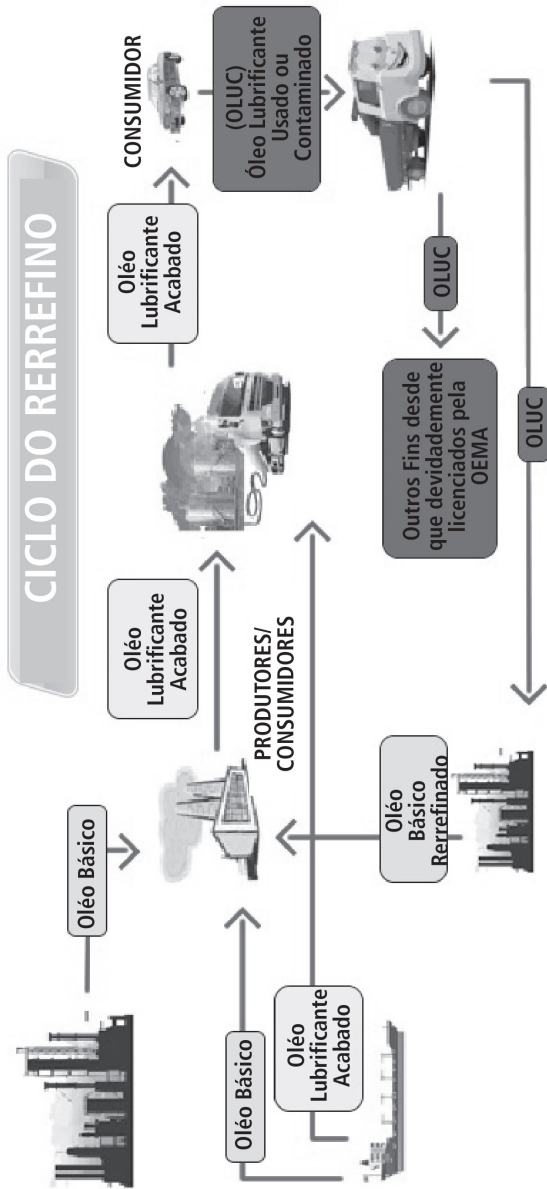 CICLO DO RERREFINO
Oléo Básico
Oléo
Lubrificante
Acabado
Oléo
Lubrificante
Acabado
CONSUMIDOR
(OLUC)
Óleo Lubrificante
Usado ou
Contaminado
PRODUTORES/
CONSUMIDORES
Oléo Básico
Oléo
Lubrificante
Acabado
Oléo
Básico
Rerrefinado
Outros Fins desde
que devidademente
licenciados pela
OEMA
OLUC
OLUC